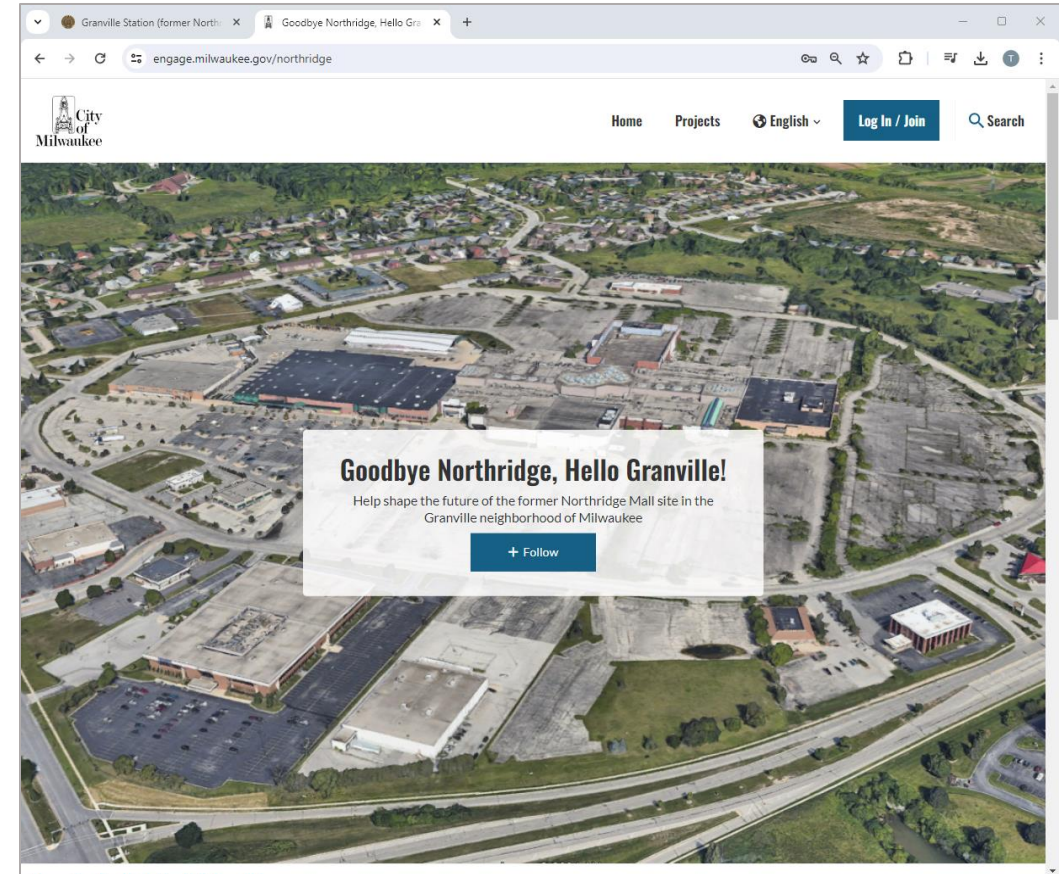 Granville Station (former North
Goodbye Northridge, Hello Gra
engage.milwaukee.gov/northridge
T
City
of
Milwaukee
Home
Projects
English
Log In / Join
Search
Goodbye Northridge, Hello Granville!
Help shape the future of the former Northridge Mall site in the
Granville neighborhood of Milwaukee
+ Follow